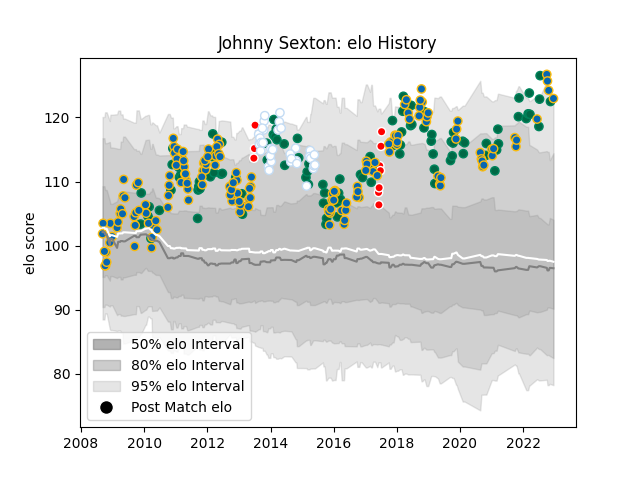 Johnny Sexton: elo History
elo score
120
110
100
90
80
50% elo Interval
80% elo Interval
95% elo Interval
Post Match elo
2008 2010 2012 2014 2016 2018 2020 2022